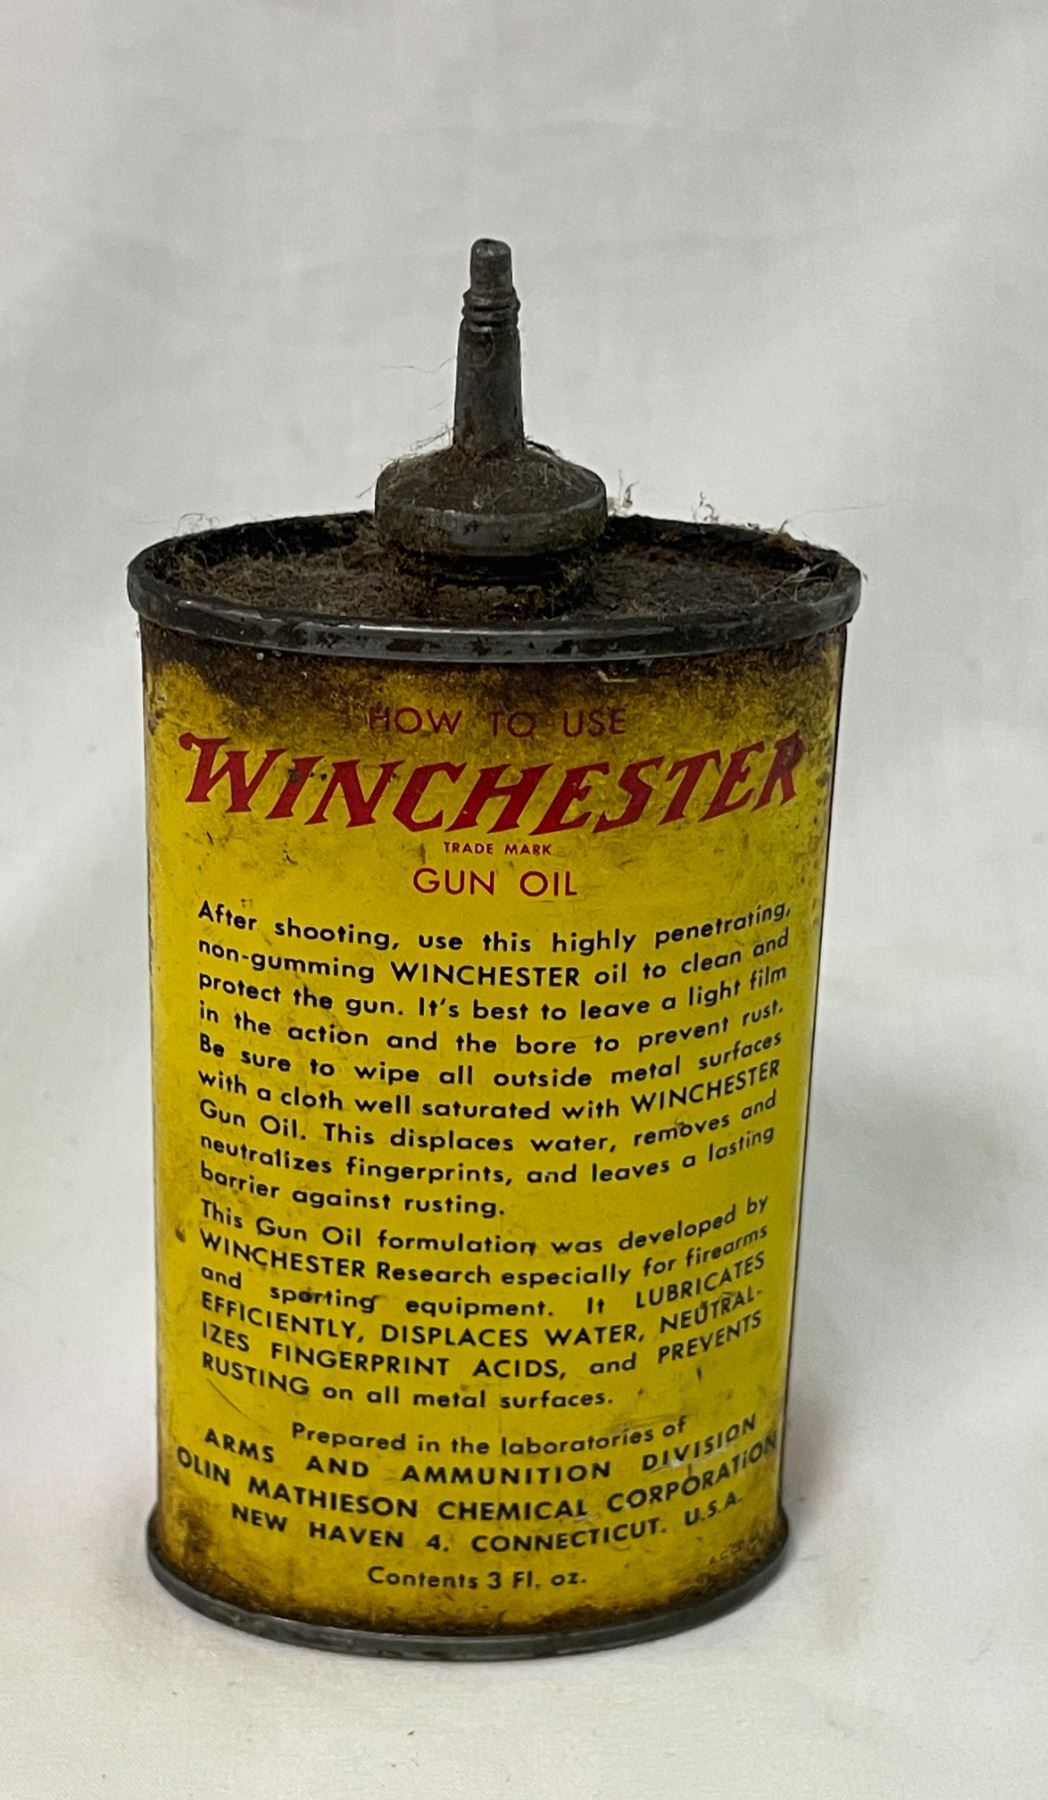 HOW TO USE
WINCHESTER
TRADE MARK
GUN OIL
After shooting, use this highly penetrating,
non-gumming WINCHESTER oil to clean and
protect the gun. It's best to leave a light film
in the action and the bore to prevent rust.
Be sure to wipe all outside metal surfaces
with a cloth well saturated with WINCHESTER
Gun Oil. This displaces water, removes and
neutralizes fingerprints, and leaves a lasting
barrier against rusting.
This Gun Oil formulation was developed by
WINCHESTER Research especially for firearms
and sporting equipment. It LUBRICATES
EFFICIENTLY, DISPLACES WATER, NEUTRAL-
IZES FINGERPRINT ACIDS, and PREVENTS
RUSTING on all metal surfaces.
Prepared in the laboratories of
ARMS AND AMMUNITION DIVISION
OLIN MATHIESON CHEMICAL CORPORATION
NEW HAVEN 4, CONNECTICUT. U.S.A.
Contents 3 Fl. oz.